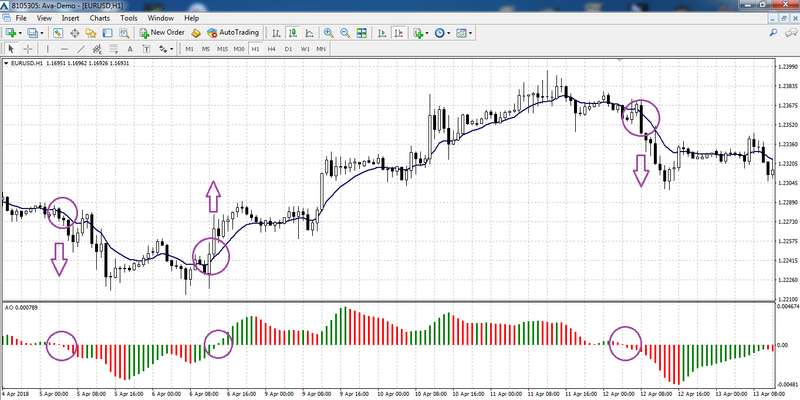 8105305: Ava-Demo - [EURUSD,H1]
File View Insert Charts Tools Window Help
New Order AutoTrading
A T M1 M5 M15 M30 H1 H4 D1 W1 MN
EURUSD,H1 1.16951 1.16962 1.16926 1.16931
1.23990
1.23835
1.23675
1.23520
1.23360
1.23205
1.23045
1.22890
1.22730
1.22575
1.22415
1.22260
1.22100
AO 0.000789
0.004674
0.00
-0.00481
4 Apr 2018 5 Apr 00:00 5 Apr 08:00 5 Apr 16:00 6 Apr 00:00 6 Apr 08:00 6 Apr 16:00 9 Apr 00:00 9 Apr 08:00 9 Apr 16:00 10 Apr 00:00 10 Apr 08:00 10 Apr 16:00 11 Apr 00:00 11 Apr 08:00 11 Apr 16:00 12 Apr 00:00 12 Apr 08:00 12 Apr 16:00 13 Apr 00:00 13 Apr 08:00